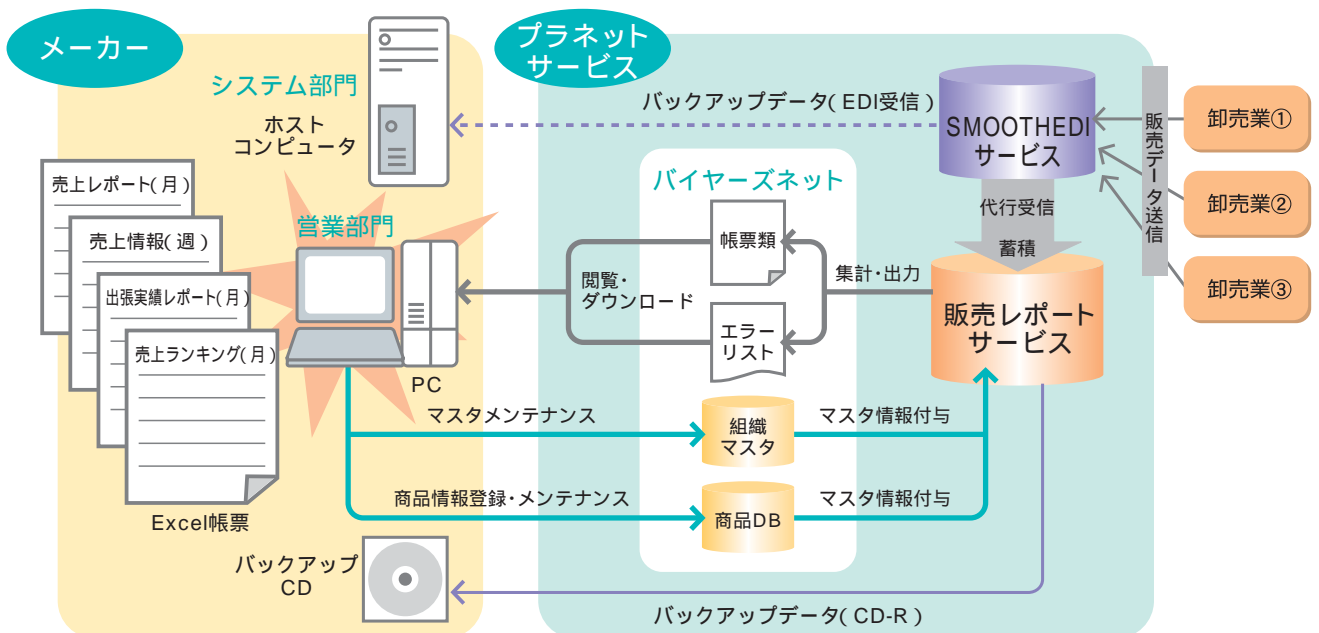 メーカー
システム部門
ホスト
コンピュータ
売上レポート(月)
売上情報(週)
出張実績レポート(月)
売上ランキング(月)
Excel帳票
営業部門
PC
バックアップ
CD
プラネット
サービス
バックアップデータ(EDI受信)
バイヤーズネット
帳票類
エラー
リスト
閲覧・
ダウンロード
集計・出力
マスタメンテナンス
組織
マスタ
マスタ情報付与
商品情報登録・メンテナンス
商品DB
マスタ情報付与
バックアップデータ(CD-R)
SMOOTHEDI
サービス
代行受信
蓄積
販売レポート
サービス
販売データ送信
卸売業①
卸売業②
卸売業③